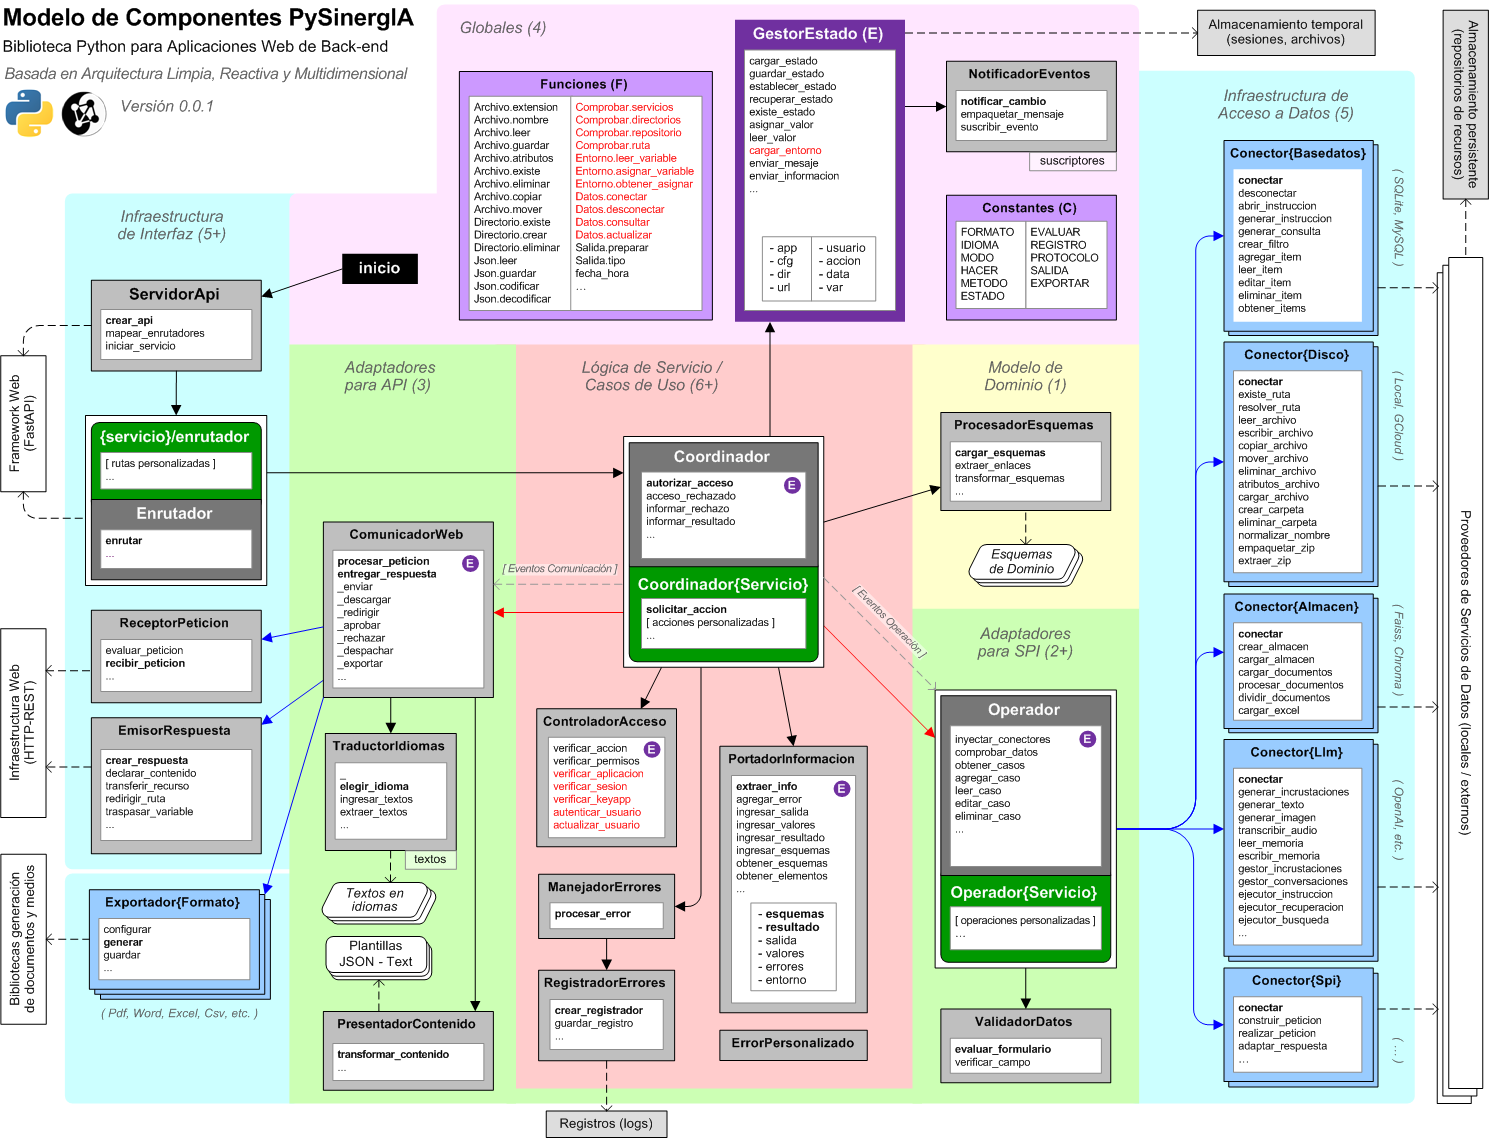 Modelo de Componentes PySinergIA
Biblioteca Python para Aplicaciones Web de Back-end
Basada en Arquitectura Limpia, Reactiva y Multidimensional
Versión 0.0.1
Globales (4)
Funciones (F)
Archivo.extension
Archivo.nombre
Archivo.leer
Archivo.guardar
Archivo.atributos
Archivo.existe
Archivo.eliminar
Archivo.copiar
Archivo.mover
Directorio.existe
Directorio.crear
Directorio.eliminar
Json.leer
Json.guardar
Json.codificar
Json.decodificar
Comprobar.servicios
Comprobar.directorios
Comprobar.repositorio
Comprobar.ruta
Entorno.leer_variable
Entorno.asignar_variable
Entorno.obtener_asignar
Datos.conectar
Datos.desconectar
Datos.consultar
Datos.actualizar
Salida.preparar
Salida.tipo
fecha_hora
...
GestorEstado (E)
cargar_estado
guardar_estado
establecer_estado
recuperar_estado
existe_estado
asignar_valor
leer_valor
cargar_entorno
enviar_mesaje
enviar_informacion
...
- app
- cfg
- dir
- url
- usuario
- accion
- data
- var
NotificadorEventos
notificar_cambio
empaquetar_mensaje
suscribir_evento
suscriptores
Constantes (C)
FORMATO
IDIOMA
MODO
HACER
METODO
ESTADO
EVALUAR
REGISTRO
PROTOCOLO
SALIDA
EXPORTAR
Almacenamiento temporal
(sesiones, archivos)
Almacenamiento persistente
(repositorios de recursos)
Infraestructura
de Interfaz (5+)
inicio
ServidorApi
crear_api
mapear_enrutadores
iniciar_servicio
Framework Web
(FastAPI)
{servicio}/enrutador
[ rutas personalizadas ]
...
Enrutador
enrutar
...
ReceptorPeticion
evaluar_peticion
recibir_peticion
...
Infraestructura Web
(HTTP-REST)
EmisorRespuesta
crear_respuesta
declarar_contenido
transferir_recurso
redirigir_ruta
traspasar_variable
...
Bibliotecas generación
de documentos y medios
Exportador{Formato}
configurar
generar
guardar
...
( Pdf, Word, Excel, Csv, etc. )
Adaptadores
para API (3)
ComunicadorWeb
E
procesar_peticion
entregar_respuesta
_enviar
_descargar
_redirigir
_aprobar
_rechazar
_despachar
_exportar
...
TraductorIdiomas
_
elegir_idioma
ingresar_textos
extraer_textos
...
textos
Textos en
idiomas
Plantillas
JSON - Text
PresentadorContenido
transformar_contenido
...
Lógica de Servicio /
Casos de Uso (6+)
Coordinador
E
autorizar_acceso
acceso_rechazado
informar_rechazo
informar_resultado
...
Coordinador{Servicio}
solicitar_accion
[ acciones personalizadas ]
...
[ Eventos Comunicación ]
[ Eventos Operación ]
ControladorAcceso
E
verificar_accion
verificar_permisos
verificar_aplicacion
verificar_sesion
verificar_keyapp
autenticar_usuario
actualizar_usuario
ManejadorErrores
procesar_error
RegistradorErrores
crear_registrador
guardar_registro
...
Registros (logs)
PortadorInformacion
E
extraer_info
agregar_error
ingresar_salida
ingresar_valores
ingresar_resultado
ingresar_esquemas
obtener_esquemas
obtener_elementos
...
- esquemas
- resultado
- salida
- valores
- errores
- entorno
ErrorPersonalizado
Modelo de
Dominio (1)
ProcesadorEsquemas
cargar_esquemas
extraer_enlaces
transformar_esquemas
...
Esquemas
de Dominio
Adaptadores
para SPI (2+)
Operador
E
inyectar_conectores
comprobar_datos
obtener_casos
agregar_caso
leer_caso
editar_caso
eliminar_caso
...
Operador{Servicio}
[ operaciones personalizadas ]
...
ValidadorDatos
evaluar_formulario
verificar_campo
Infraestructura de
Acceso a Datos (5)
Conector{Basedatos}
conectar
desconectar
abrir_instruccion
generar_instruccion
generar_consulta
crear_filtro
agregar_item
leer_item
editar_item
eliminar_item
obtener_items
( SQLite, MySQL )
Conector{Disco}
conectar
existe_ruta
resolver_ruta
leer_archivo
escribir_archivo
copiar_archivo
mover_archivo
eliminar_archivo
atributos_archivo
cargar_archivo
crear_carpeta
eliminar_carpeta
normalizar_nombre
empaquetar_zip
extraer_zip
( Local, GCloud )
Conector{Almacen}
conectar
crear_almacen
cargar_almacen
cargar_documentos
procesar_documentos
dividir_documentos
cargar_excel
( Faiss, Chroma )
Conector{Llm}
conectar
generar_incrustaciones
generar_texto
generar_imagen
transcribir_audio
leer_memoria
escribir_memoria
gestor_incrustaciones
gestor_conversaciones
ejecutor_instruccion
ejecutor_recuperacion
ejecutor_busqueda
...
( OpenAI, etc. )
Conector{Spi}
conectar
construir_peticion
realizar_peticion
adaptar_respuesta
...
( ... )
Proveedores de Servicios de Datos (locales / externos)